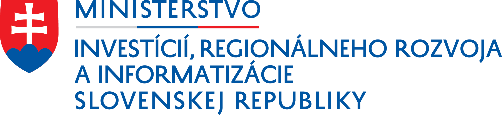 MINISTERSTVO
INVESTÍCIÍ, REGIONÁLNEHO ROZVOJA
A INFORMATIZÁCIE
SLOVENSKEJ REPUBLIKY